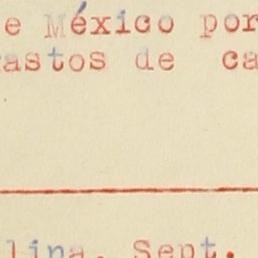 e México por
astos de ca
lina. Sept.